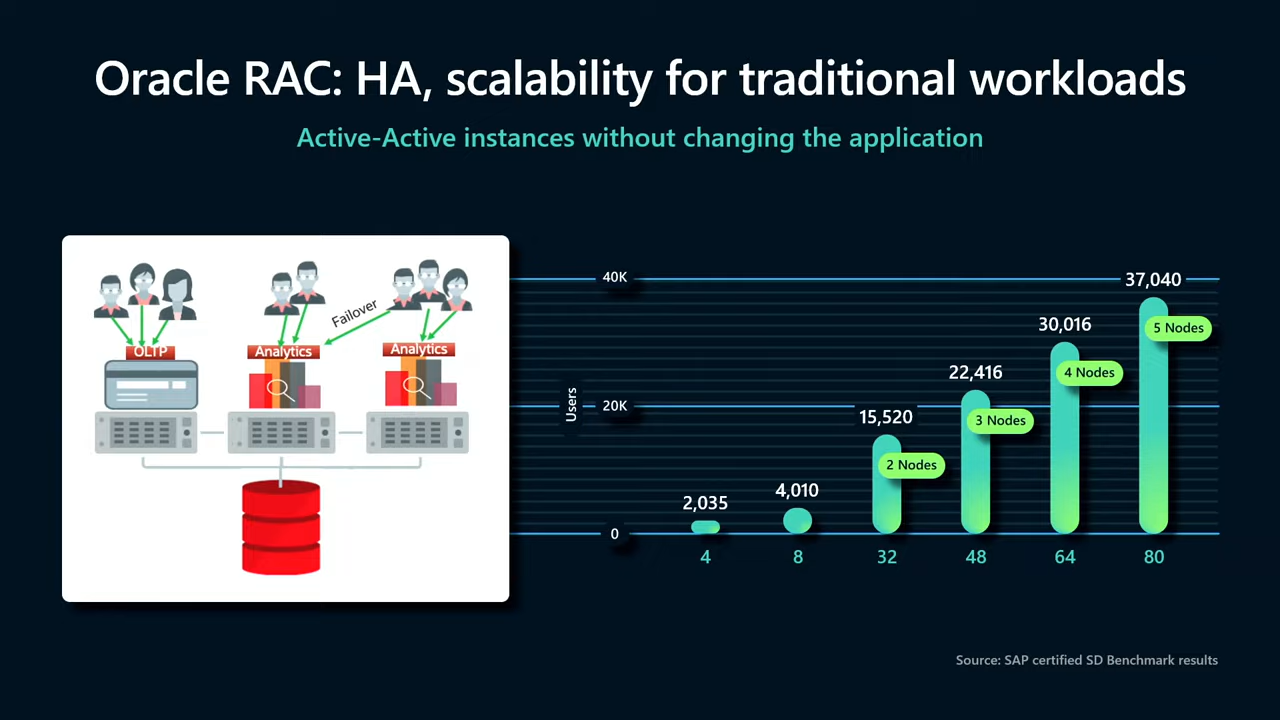 Oracle RAC: HA, scalability for traditional workloads
Active-Active instances without changing the application
Failover
OLTP
Analytics
Analytics
Users
40K
20K
0
2,035
4,010
15,520
22,416
30,016
37,040
2 Nodes
3 Nodes
4 Nodes
5 Nodes
4
8
32
48
64
80
Source: SAP certified SD Benchmark results